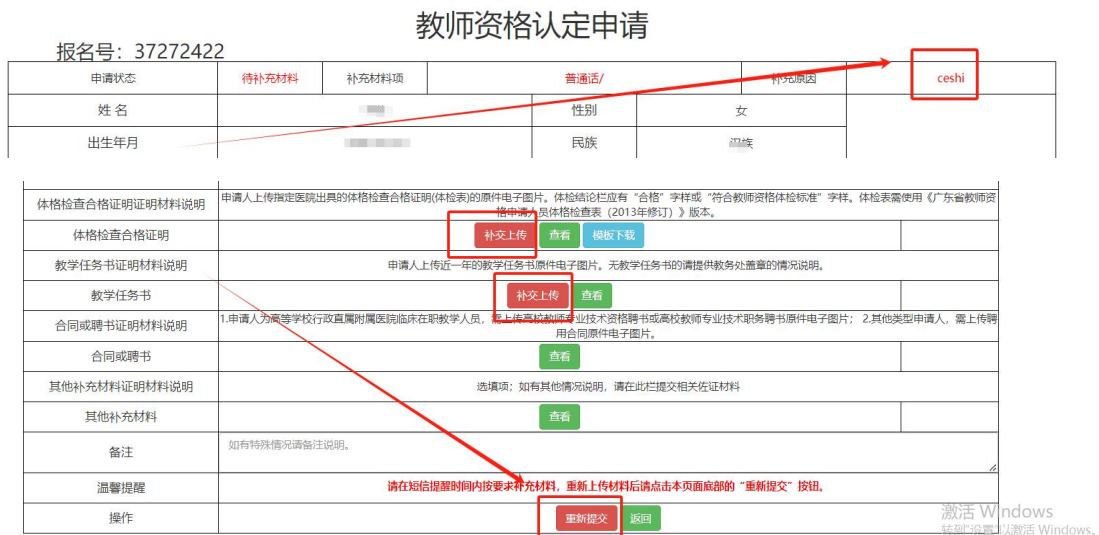 教师资格认定申请
报名号：37272422
申请状态 待补充材料 补充材料项 普通话/ 补充原因 ceshi
姓 名 性别 女
出生年月 民族 汉族
体格检查合格证明证明材料说明 申请人上传指定医院出具的体格检查合格证明(体检表)的原件电子图片。体检结论栏应有“合格”字样或“符合教师资格体检标准”字样。体检表需使用《广东省教师资
格申请人员体格检查表（2013年修订）》版本。
体格检查合格证明 补交上传 查看 模板下载
教学任务书证明材料说明 申请人上传近一年的教学任务书原件电子图片。无教学任务书的请提供教务处盖章的情况说明。
教学任务书 补交上传 查看
合同或聘书证明材料说明 1.申请人为高等学校行政直属附属医院临床在职教学人员，需上传高校教师专业技术资格聘书或高校教师专业技术职务聘书原件电子图片； 2.其他类型申请人，需上传聘
用合同原件电子图片。
合同或聘书 查看
其他补充材料证明材料说明 选填项；如有其他情况说明，请在此栏提交相关佐证材料
其他补充材料 查看
备注 如有特殊情况请备注说明。
温馨提醒 请在短信提醒时间内按要求补充材料，重新上传材料后请点击本页面底部的“重新提交”按钮。
操作 重新提交 返回
激活 Windows
转到"设置"以激活 Windows。